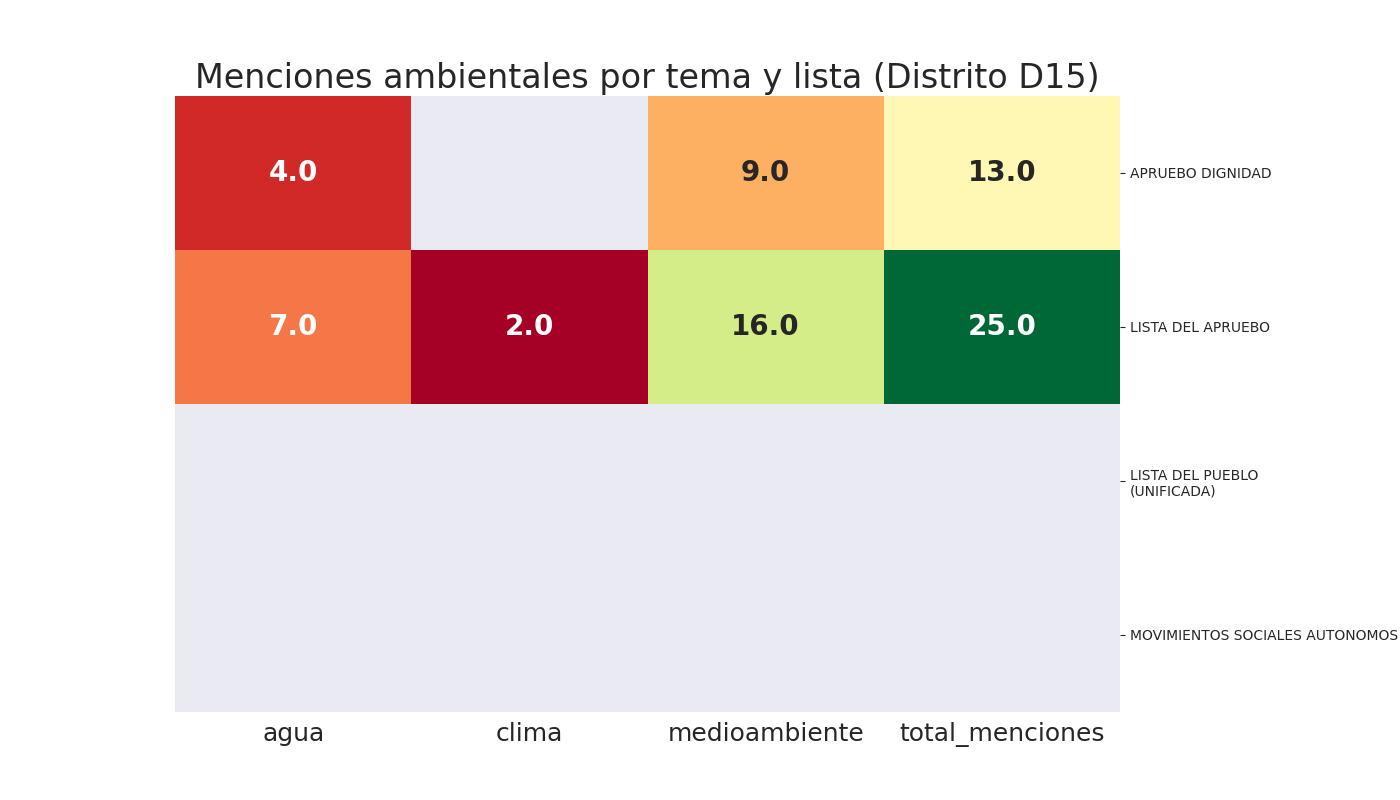 Menciones ambientales por tema y lista (Distrito D15)
4.0 9.0 13.0 APRUEBO DIGNIDAD
7.0 2.0 16.0 25.0 LISTA DEL APRUEBO
LISTA DEL PUEBLO
(UNIFICADA)
MOVIMIENTOS SOCIALES AUTONOMOS
agua clima medioambiente total_menciones